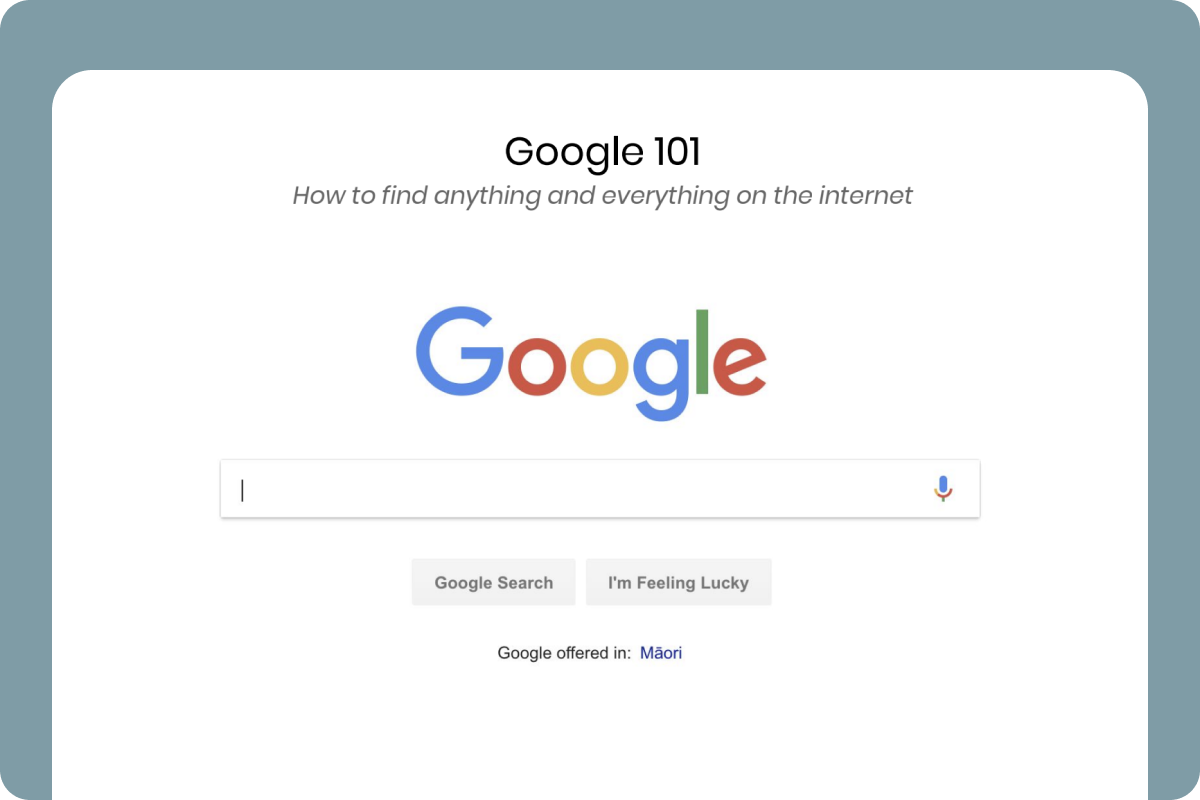 Google 101
How to find anything and everything on the internet
Google
Google Search
I'm Feeling Lucky
Google offered in: Māori